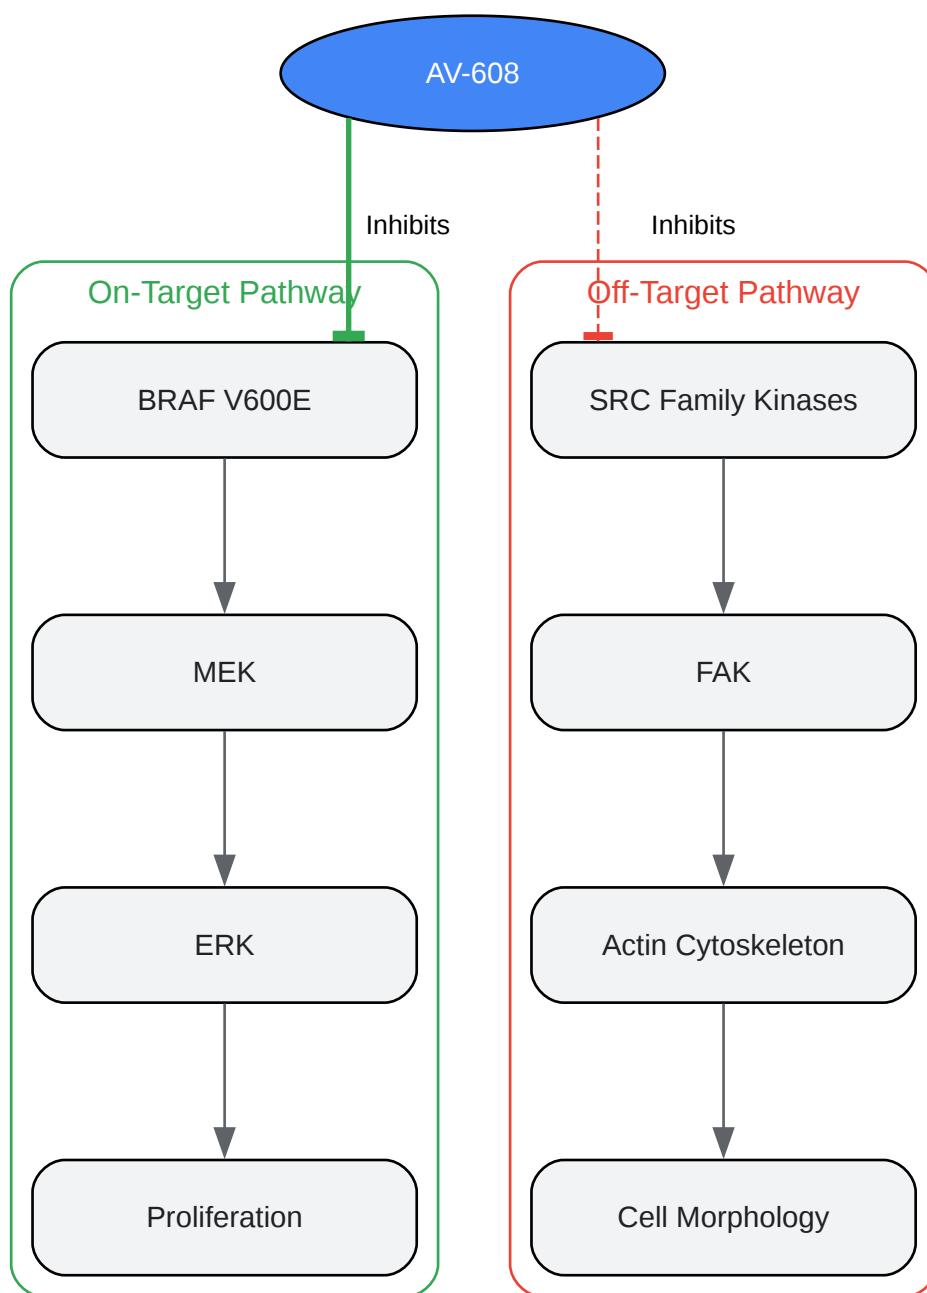 AV-608
Inhibits
Inhibits
On-Target Pathway
Off-Target Pathway
BRAF V600E
SRC Family Kinases
MEK
FAK
ERK
Actin Cytoskeleton
Proliferation
Cell Morphology